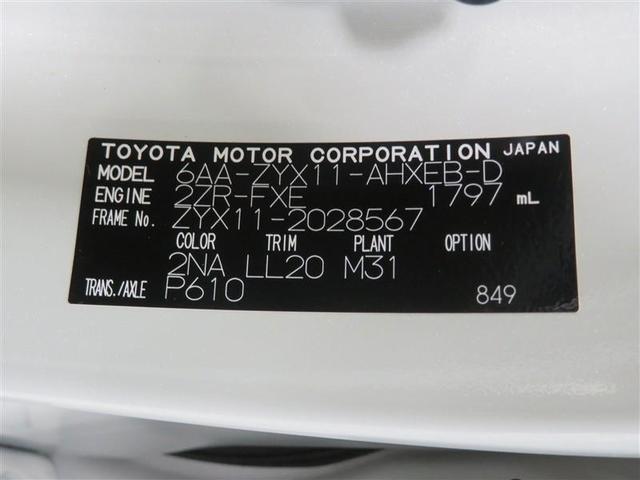 TOYOTA MOTOR CORPORATION JAPAN
MODEL 6AA-ZYX11-AHXEB-D
ENGINE 2ZR-FXE 1797 mL
FRAME No. ZYX11-2028567
COLOR TRIM PLANT OPTION
2NA LL20 M31
TRANS./AXLE P610 849